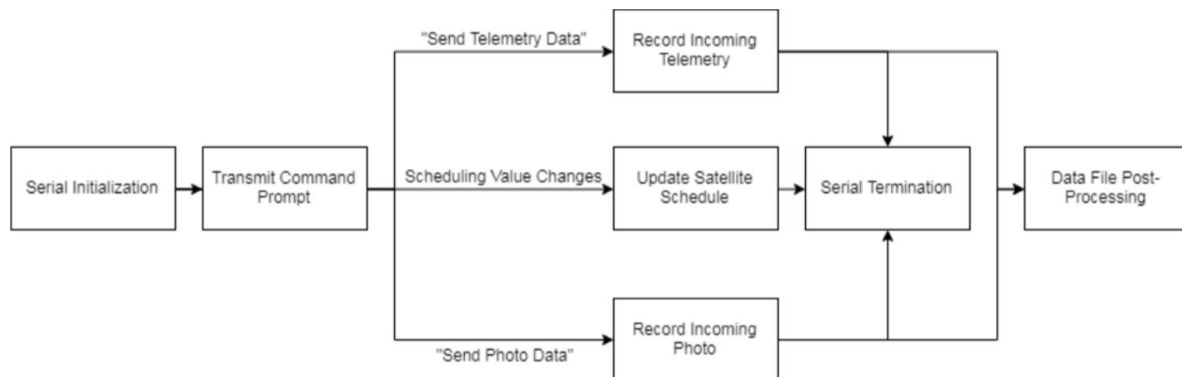 "Send Telemetry Data"
Record Incoming
Telemetry
Serial Initialization
Transmit Command
Prompt
Scheduling Value Changes
Update Satellite
Schedule
Serial Termination
Data File Post-
Processing
"Send Photo Data"
Record Incoming
Photo